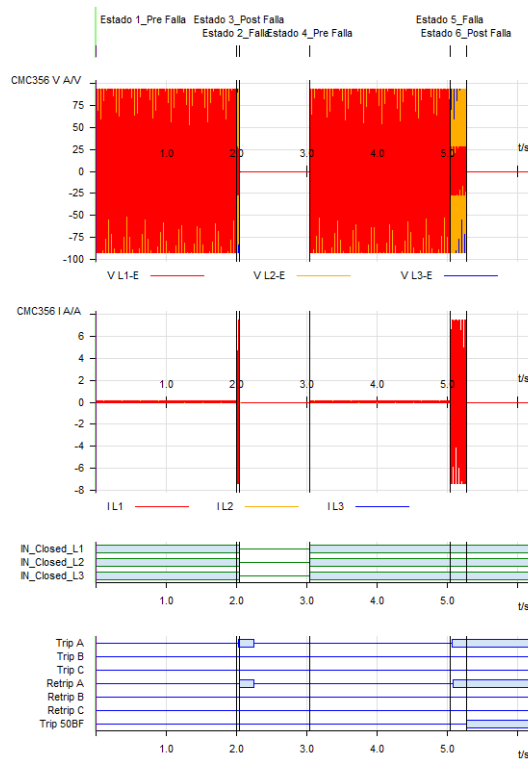 Estado 1_Pre Falla Estado 3_Post Falla Estado 5_Falla
Estado 2_Falla Estado 4_Pre Falla Estado 6_Post Falla
CMC356 V A/V
75
50
25
1.0 2.0 3.0 4.0 5.0 t/s
0
-25
-50
-75
-100
V L1-E V L2-E V L3-E
CMC356 I A/A
6
4
2
1.0 2.0 3.0 4.0 5.0 t/s
0
-2
-4
-6
-8
I L1 I L2 I L3
IN_Closed_L1
IN_Closed_L2
IN_Closed_L3
1.0 2.0 3.0 4.0 5.0 t/s
Trip A
Trip B
Trip C
Retrip A
Retrip B
Retrip C
Trip 50BF
1.0 2.0 3.0 4.0 5.0 t/s